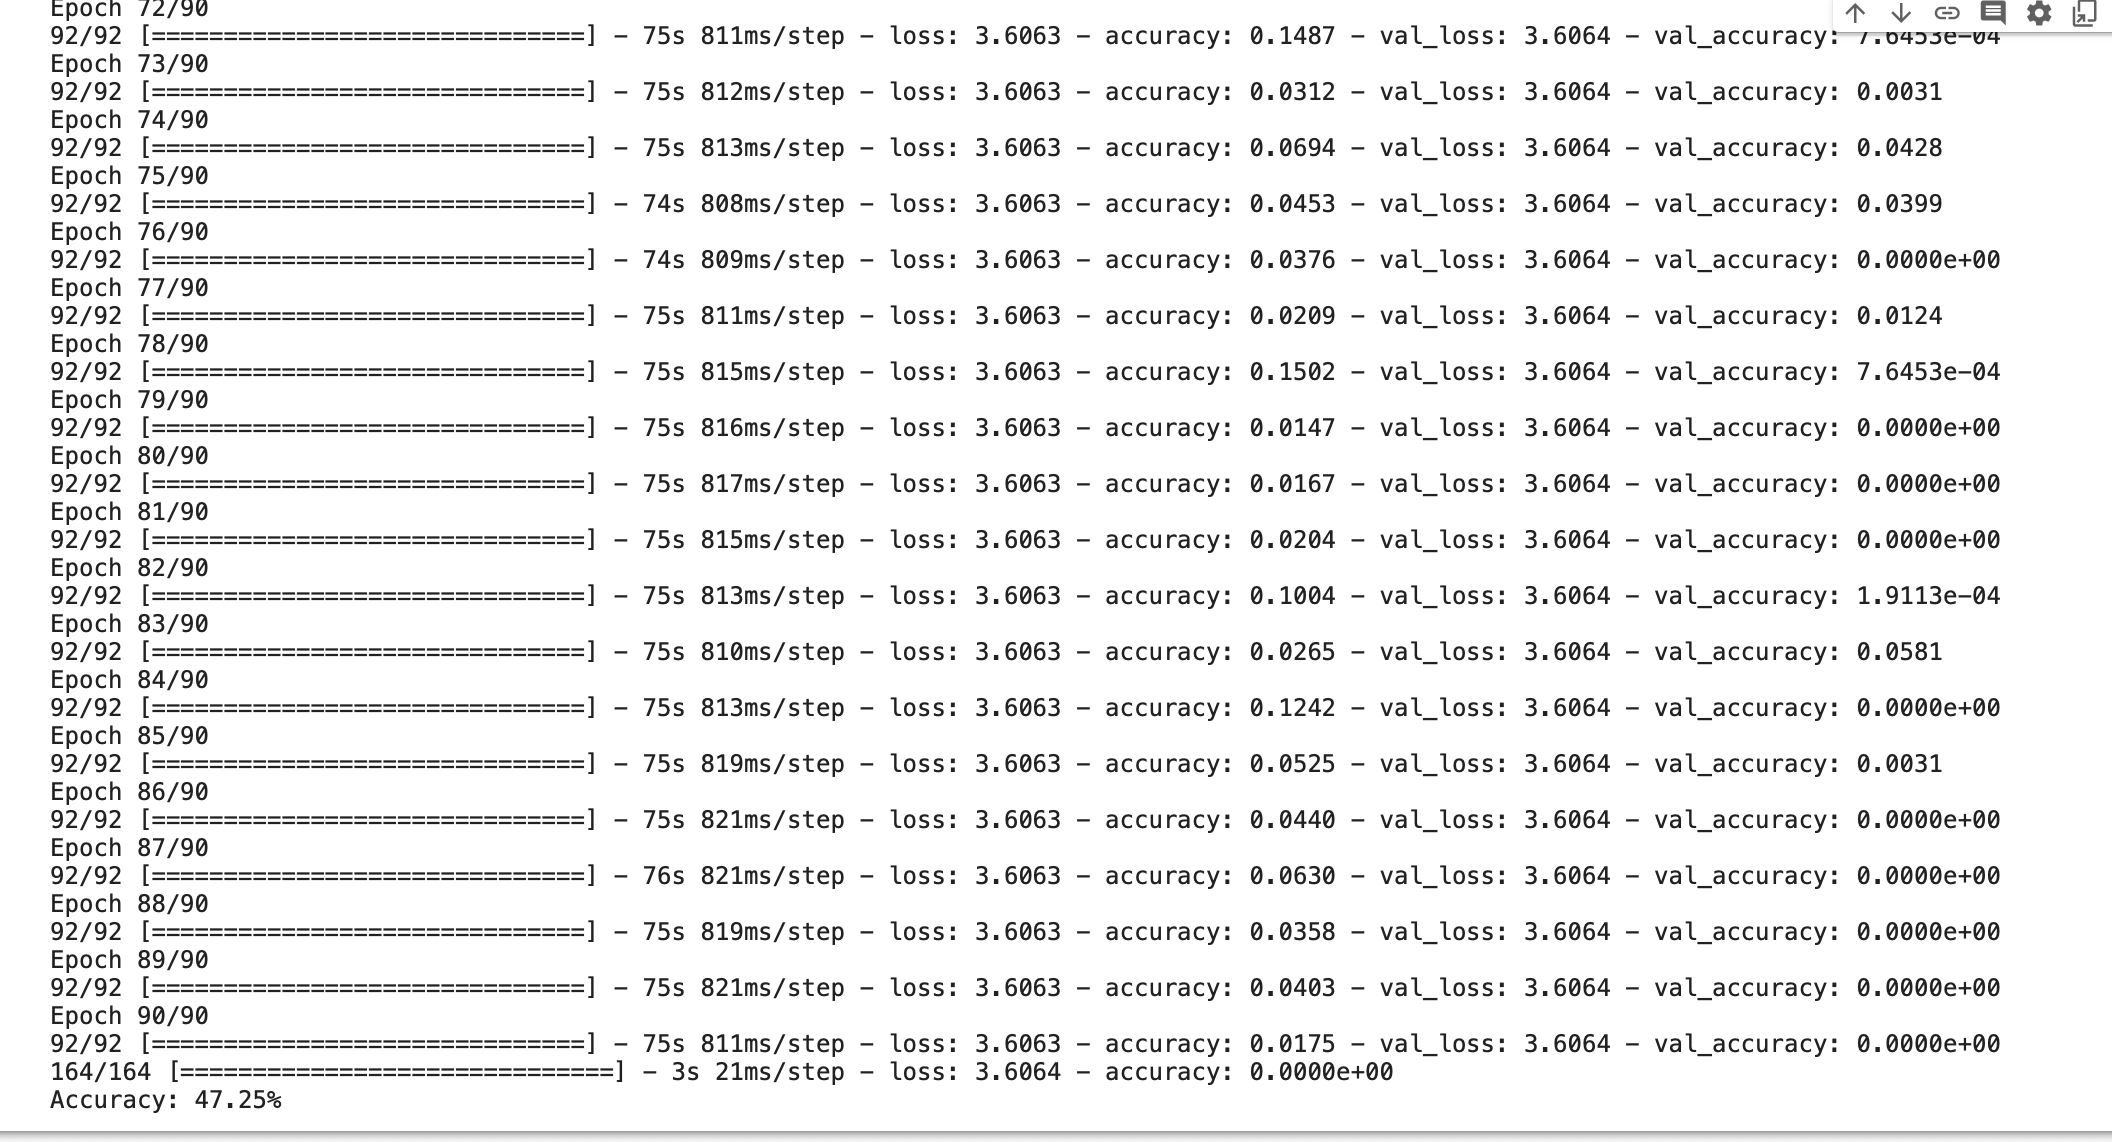 Epoch 72/90
92/92 [==============================] - 75s 811ms/step - loss: 3.6063 - accuracy: 0.1487 - val_loss: 3.6064 - val_accuracy: 7.6453e-04
Epoch 73/90
92/92 [==============================] - 75s 812ms/step - loss: 3.6063 - accuracy: 0.0312 - val_loss: 3.6064 - val_accuracy: 0.0031
Epoch 74/90
92/92 [==============================] - 75s 813ms/step - loss: 3.6063 - accuracy: 0.0694 - val_loss: 3.6064 - val_accuracy: 0.0428
Epoch 75/90
92/92 [==============================] - 74s 808ms/step - loss: 3.6063 - accuracy: 0.0453 - val_loss: 3.6064 - val_accuracy: 0.0399
Epoch 76/90
92/92 [==============================] - 74s 809ms/step - loss: 3.6063 - accuracy: 0.0376 - val_loss: 3.6064 - val_accuracy: 0.0000e+00
Epoch 77/90
92/92 [==============================] - 75s 811ms/step - loss: 3.6063 - accuracy: 0.0209 - val_loss: 3.6064 - val_accuracy: 0.0124
Epoch 78/90
92/92 [==============================] - 75s 815ms/step - loss: 3.6063 - accuracy: 0.1502 - val_loss: 3.6064 - val_accuracy: 7.6453e-04
Epoch 79/90
92/92 [==============================] - 75s 816ms/step - loss: 3.6063 - accuracy: 0.0147 - val_loss: 3.6064 - val_accuracy: 0.0000e+00
Epoch 80/90
92/92 [==============================] - 75s 817ms/step - loss: 3.6063 - accuracy: 0.0167 - val_loss: 3.6064 - val_accuracy: 0.0000e+00
Epoch 81/90
92/92 [==============================] - 75s 815ms/step - loss: 3.6063 - accuracy: 0.0204 - val_loss: 3.6064 - val_accuracy: 0.0000e+00
Epoch 82/90
92/92 [==============================] - 75s 813ms/step - loss: 3.6063 - accuracy: 0.1004 - val_loss: 3.6064 - val_accuracy: 1.9113e-04
Epoch 83/90
92/92 [==============================] - 75s 810ms/step - loss: 3.6063 - accuracy: 0.0265 - val_loss: 3.6064 - val_accuracy: 0.0581
Epoch 84/90
92/92 [==============================] - 75s 813ms/step - loss: 3.6063 - accuracy: 0.1242 - val_loss: 3.6064 - val_accuracy: 0.0000e+00
Epoch 85/90
92/92 [==============================] - 75s 819ms/step - loss: 3.6063 - accuracy: 0.0525 - val_loss: 3.6064 - val_accuracy: 0.0031
Epoch 86/90
92/92 [==============================] - 75s 821ms/step - loss: 3.6063 - accuracy: 0.0440 - val_loss: 3.6064 - val_accuracy: 0.0000e+00
Epoch 87/90
92/92 [==============================] - 76s 821ms/step - loss: 3.6063 - accuracy: 0.0630 - val_loss: 3.6064 - val_accuracy: 0.0000e+00
Epoch 88/90
92/92 [==============================] - 75s 819ms/step - loss: 3.6063 - accuracy: 0.0358 - val_loss: 3.6064 - val_accuracy: 0.0000e+00
Epoch 89/90
92/92 [==============================] - 75s 821ms/step - loss: 3.6063 - accuracy: 0.0403 - val_loss: 3.6064 - val_accuracy: 0.0000e+00
Epoch 90/90
92/92 [==============================] - 75s 811ms/step - loss: 3.6063 - accuracy: 0.0175 - val_loss: 3.6064 - val_accuracy: 0.0000e+00
164/164 [==============================] - 3s 21ms/step - loss: 3.6064 - accuracy: 0.0000e+00
Accuracy: 47.25%